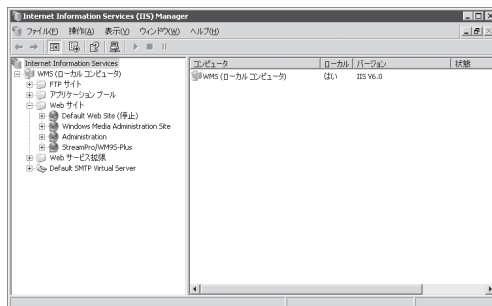 Internet Information Services (IIS) Manager
ファイル(F) 操作(A) 表示(V) ウィンドウ(W) ヘルプ(H)
Internet Information Services
WMS (ローカル コンピュータ)
FTP サイト
アプリケーション プール
Web サイト
Default Web Site (停止)
Windows Media Administration Site
Administration
StreamPro/WM9S-Plus
Web サービス拡張
Default SMTP Virtual Server
コンピュータ ローカル バージョン 状態
WMS (ローカル コンピュータ) はい IIS V6.0